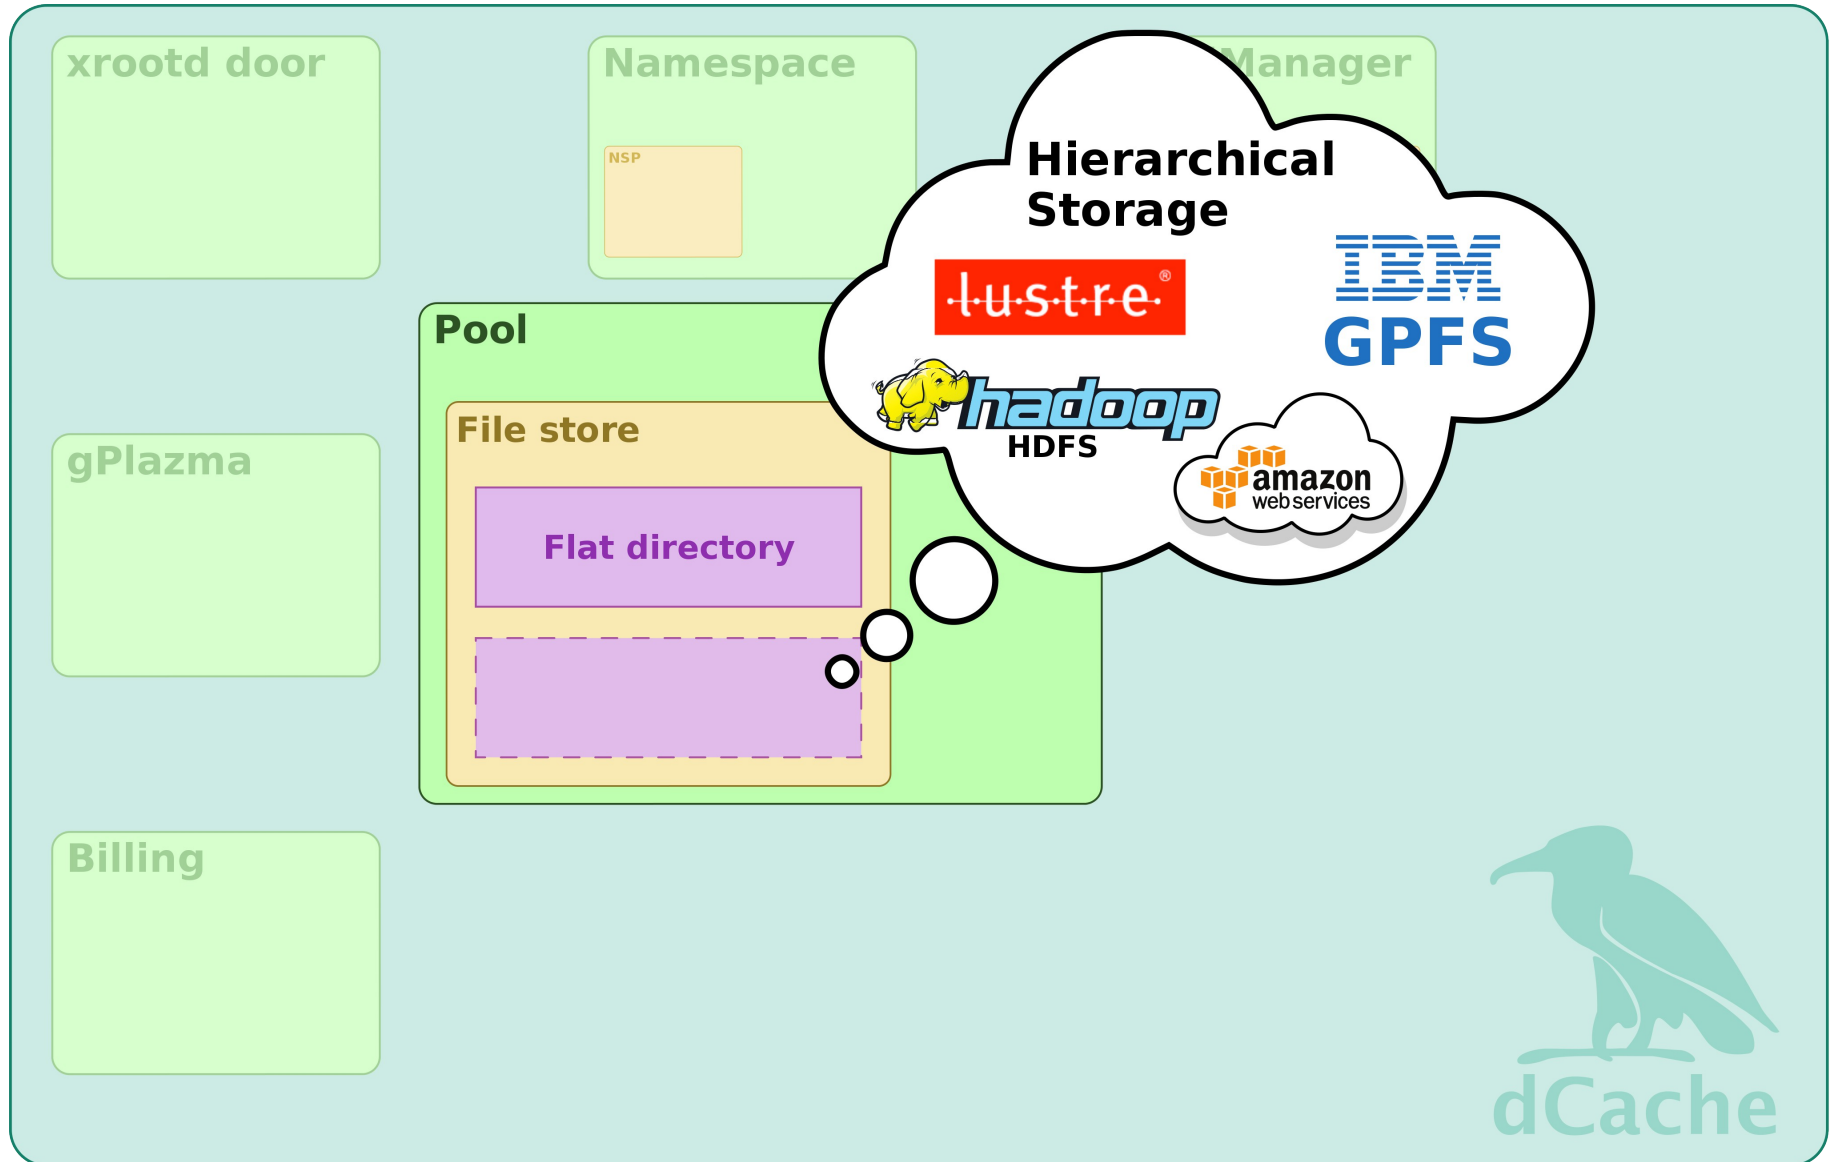 xrootd door
Namespace
Manager
NSP
Hierarchical
Storage
lustre®
IBM
GPFS
Pool
hadoop
HDFS
File store
gPlazma
amazon
webservices
Flat directory
Billing
dCache